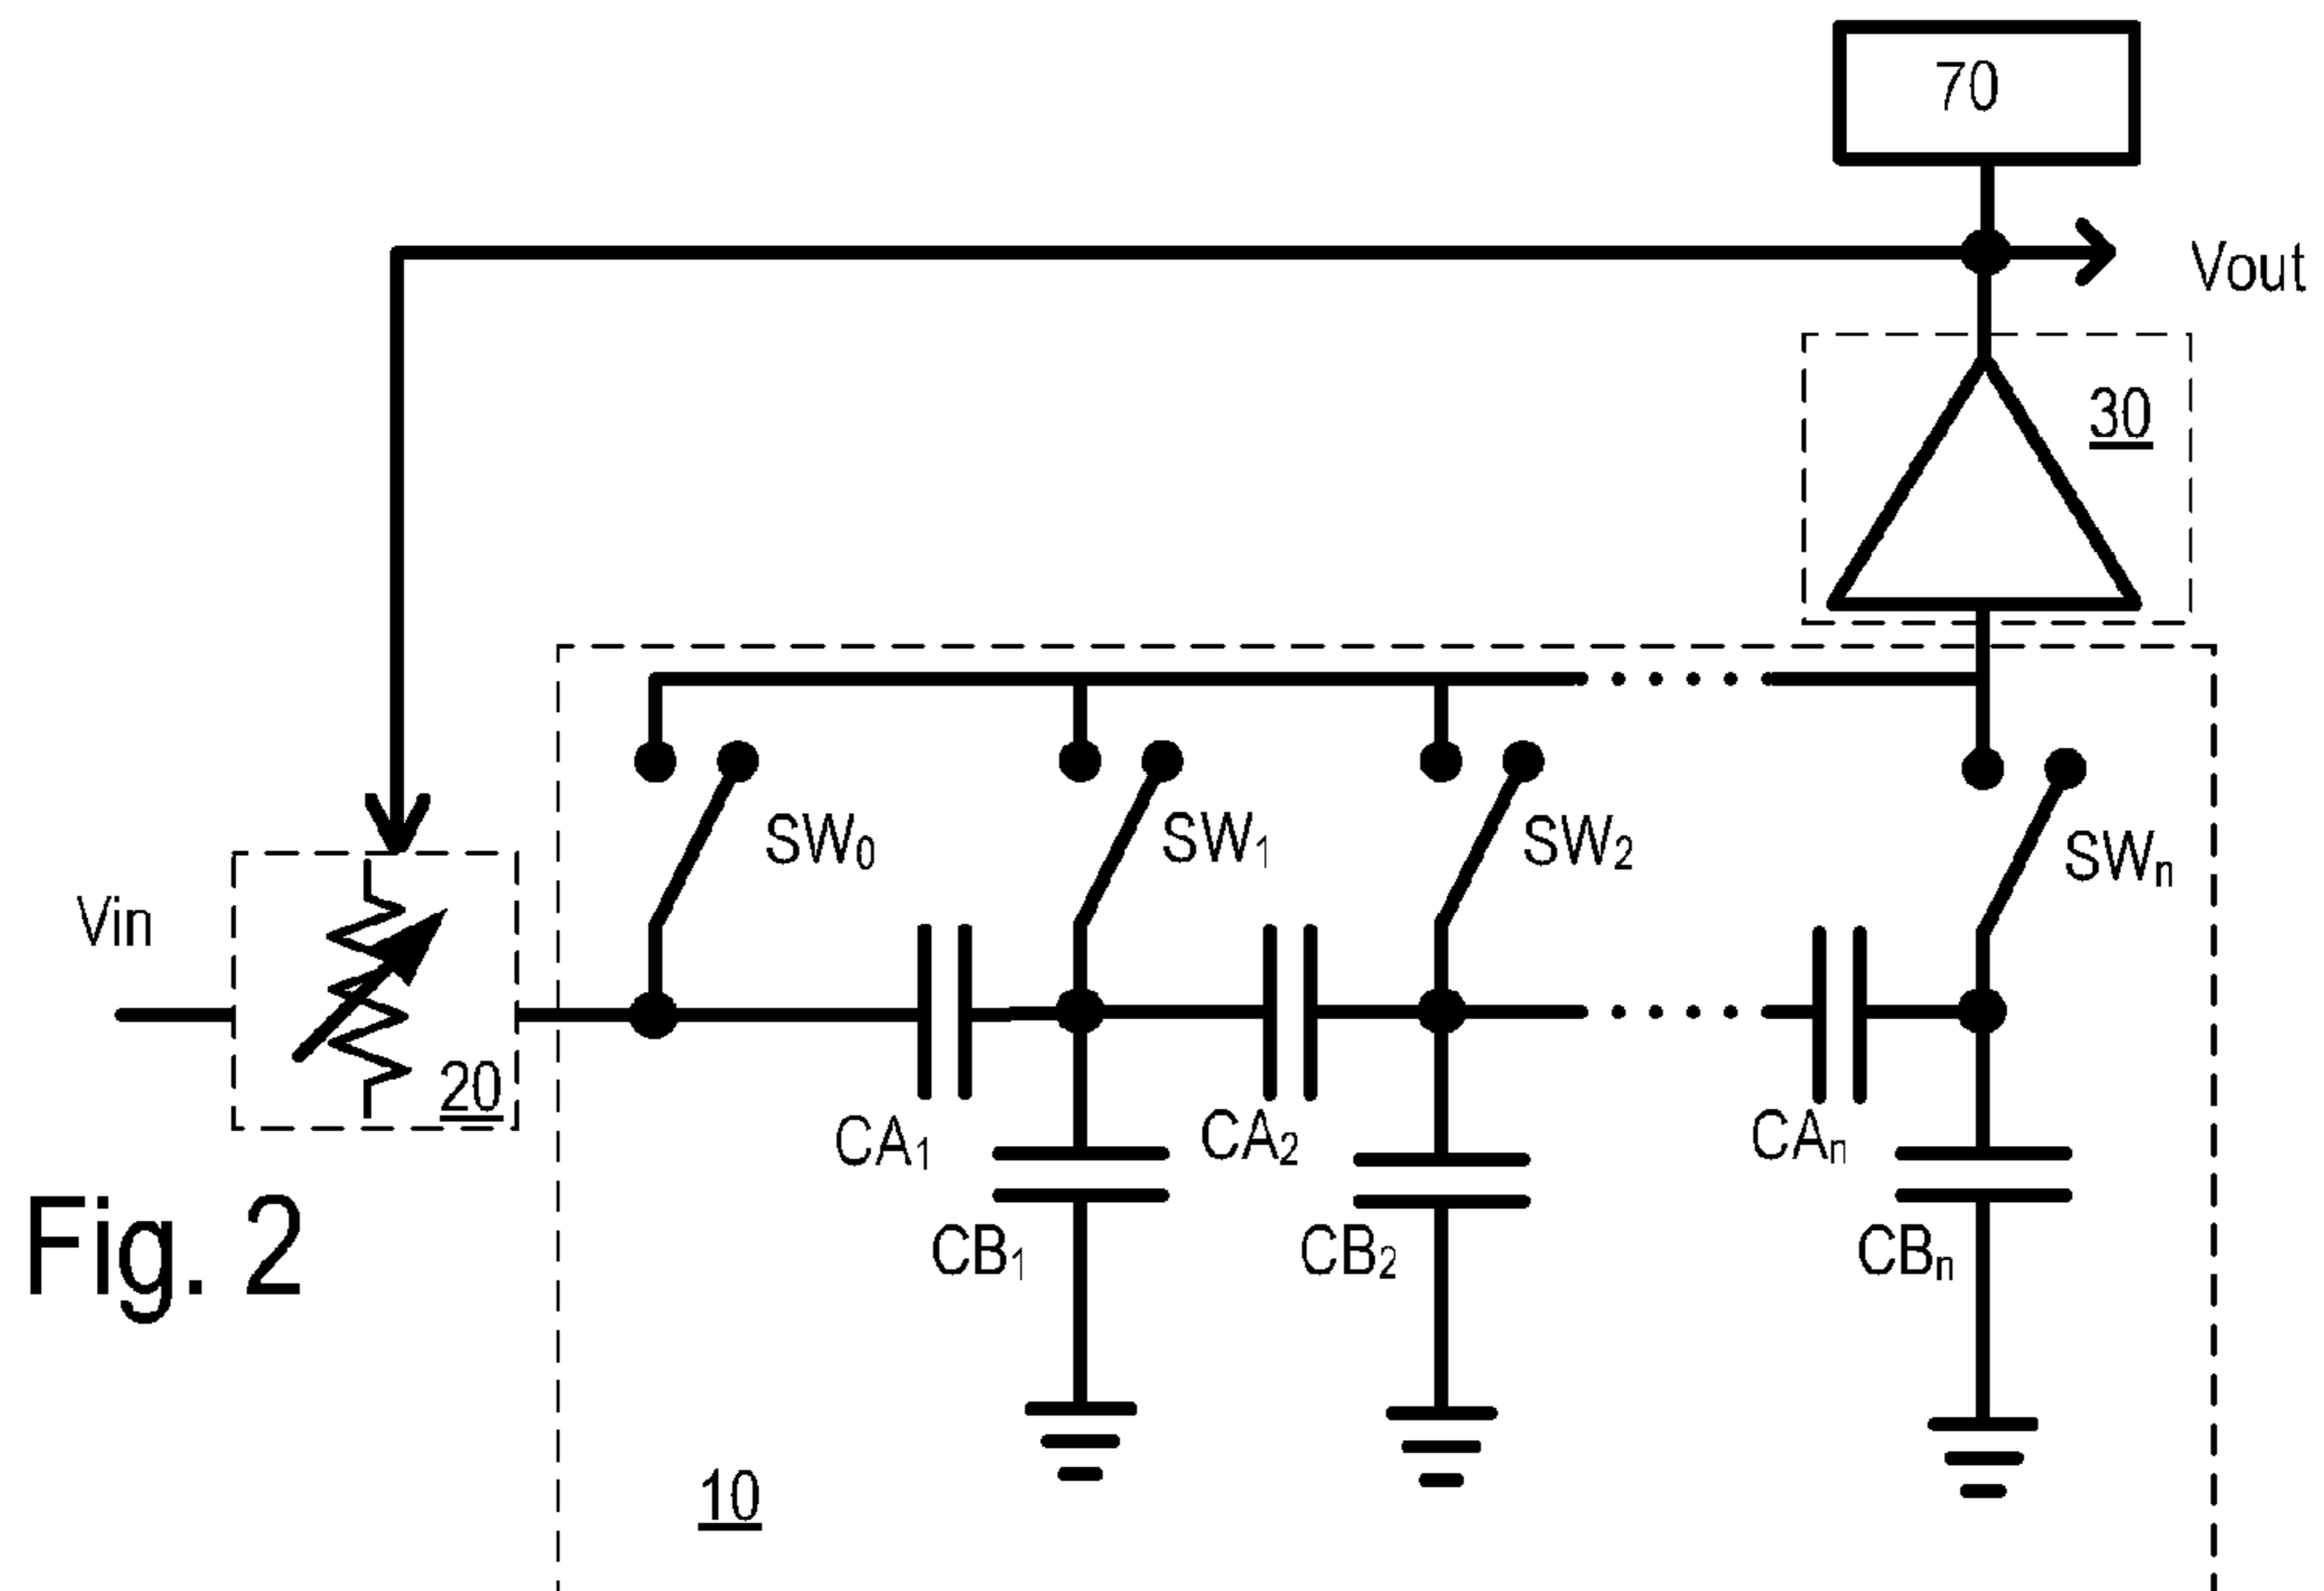 70
Vout
30
SW0
SW1
SW2
SWn
Vin
20
CA1
CA2
CAn
CB1
CB2
CBn
Fig. 2
10